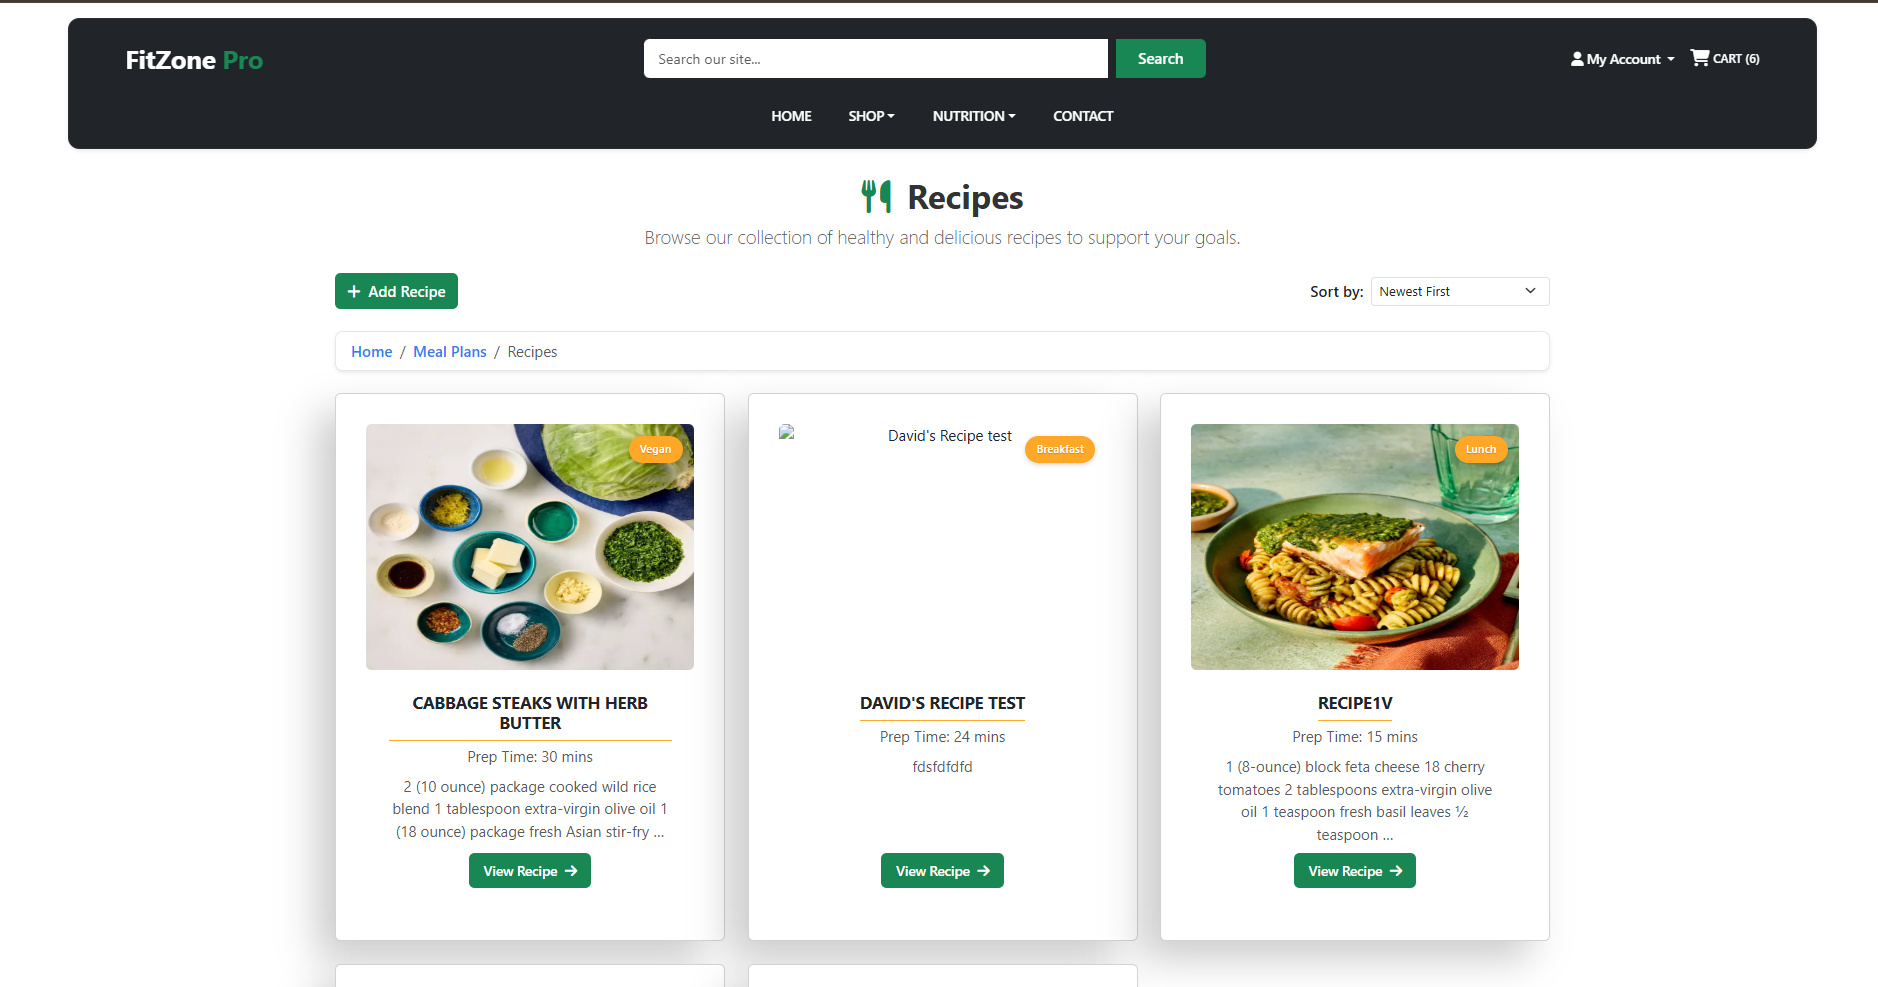 FitZone Pro
Search our site...
Search
My Account
CART (6)
HOME
SHOP
NUTRITION
CONTACT
Recipes
Browse our collection of healthy and delicious recipes to support your goals.
Add Recipe
Sort by:
Newest First
Home / Meal Plans / Recipes
Vegan
CABBAGE STEAKS WITH HERB
BUTTER
Prep Time: 30 mins
2 (10 ounce) package cooked wild rice
blend 1 tablespoon extra-virgin olive oil 1
(18 ounce) package fresh Asian stir-fry ...
View Recipe
David's Recipe test
Breakfast
DAVID'S RECIPE TEST
Prep Time: 24 mins
fdsfdfdfd
View Recipe
Lunch
RECIPE1V
Prep Time: 15 mins
1 (8-ounce) block feta cheese 18 cherry
tomatoes 2 tablespoons extra-virgin olive
oil 1 teaspoon fresh basil leaves ½
teaspoon ...
View Recipe